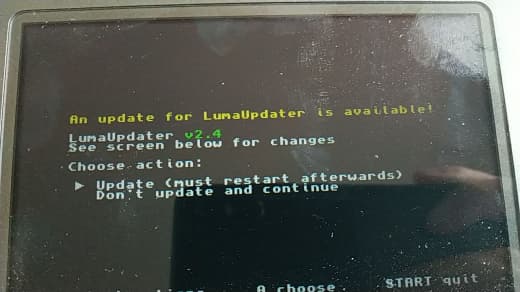 An update for LumaUpdater is available!
LumaUpdater v2.4
See screen below for changes
Choose action:
▶ Update (must restart afterwards)
Don't update and continue
A choose START quit